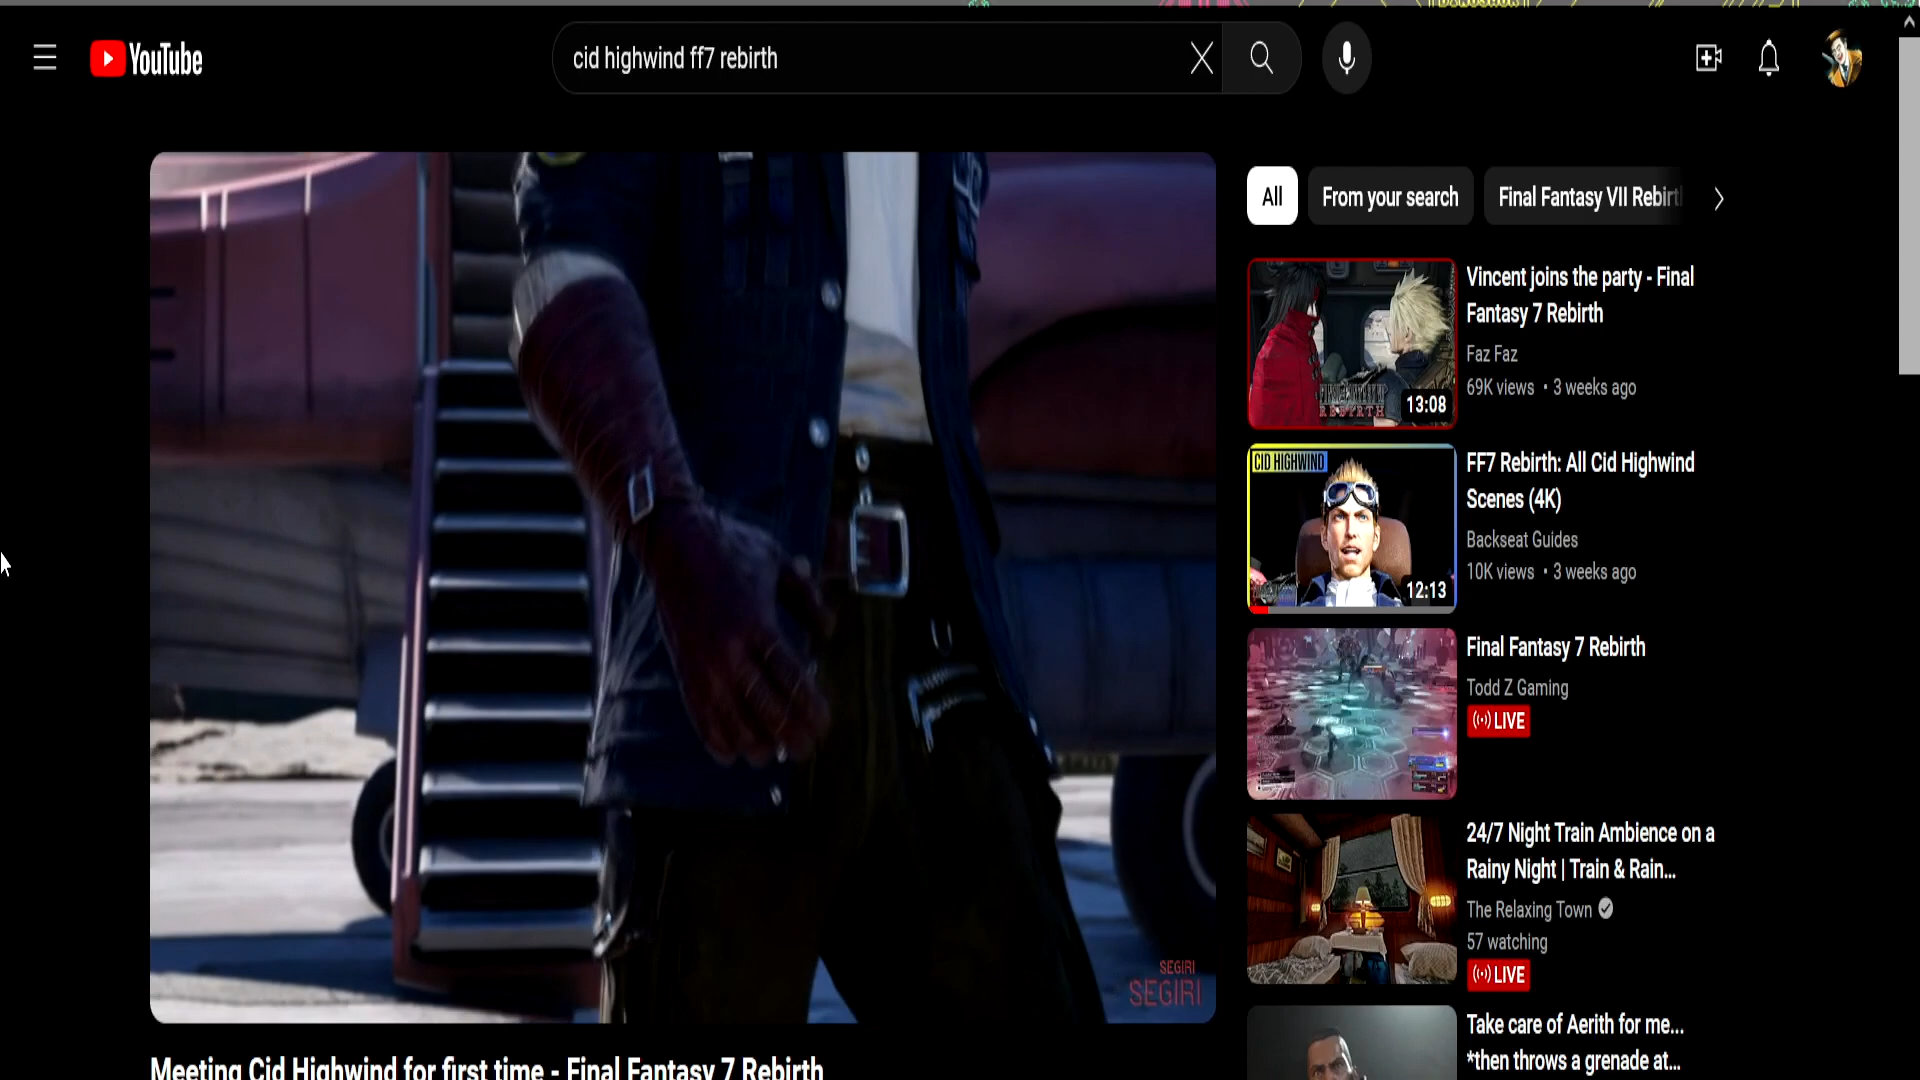 YouTube
cid highwind ff7 rebirth
All
From your search
Final Fantasy VII Rebirt
Vincent joins the party - Final
Fantasy 7 Rebirth
Faz Faz
69K views • 3 weeks ago
REBIRTH
13:08
CID HIGHWIND
FF7 Rebirth: All Cid Highwind
Scenes (4K)
Backseat Guides
10K views • 3 weeks ago
12:13
Final Fantasy 7 Rebirth
Todd Z Gaming
LIVE
24/7 Night Train Ambience on a
Rainy Night | Train & Rain...
The Relaxing Town
57 watching
LIVE
SEGIRI
SEGIRI
Take care of Aerith for me...
*then throws a grenade at...
Meeting Cid Highwind for first time - Final Fantasy 7 Rebirth